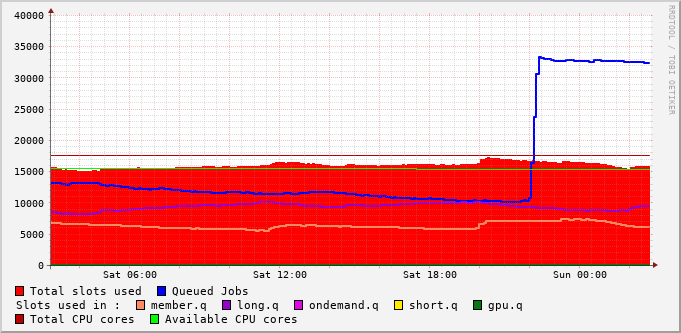 RRDTOOL / TOBI OETIKER
40000
35000
30000
25000
20000
15000
10000
5000
0
Sat 06:00 Sat 12:00 Sat 18:00 Sun 00:00
Total slots used Queued Jobs
Slots used in : member.q long.q ondemand.q short.q gpu.q
Total CPU cores Available CPU cores